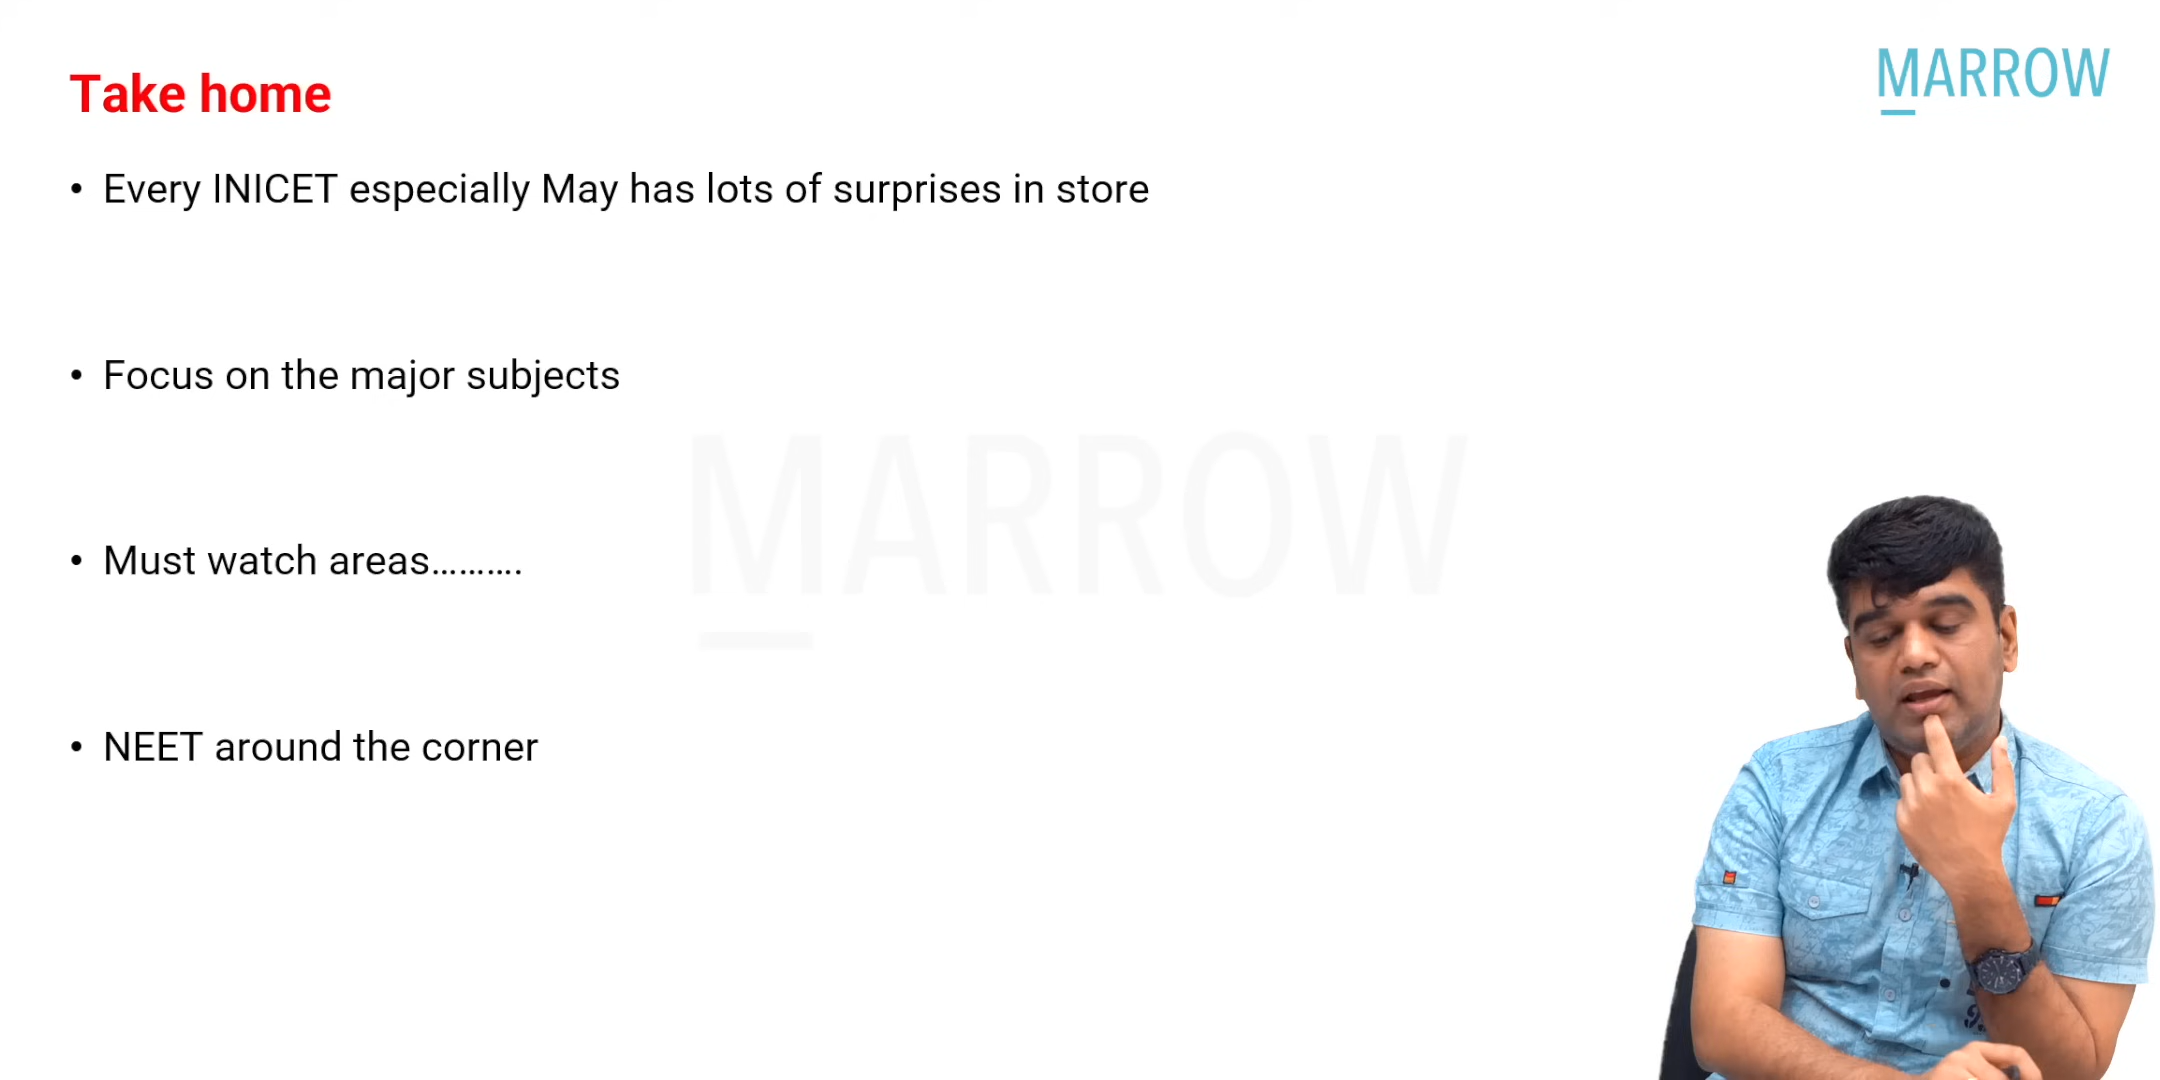 Take home
MARROW
• Every INICET especially May has lots of surprises in store
• Focus on the major subjects
MARROW
• Must watch areas……….
• NEET around the corner